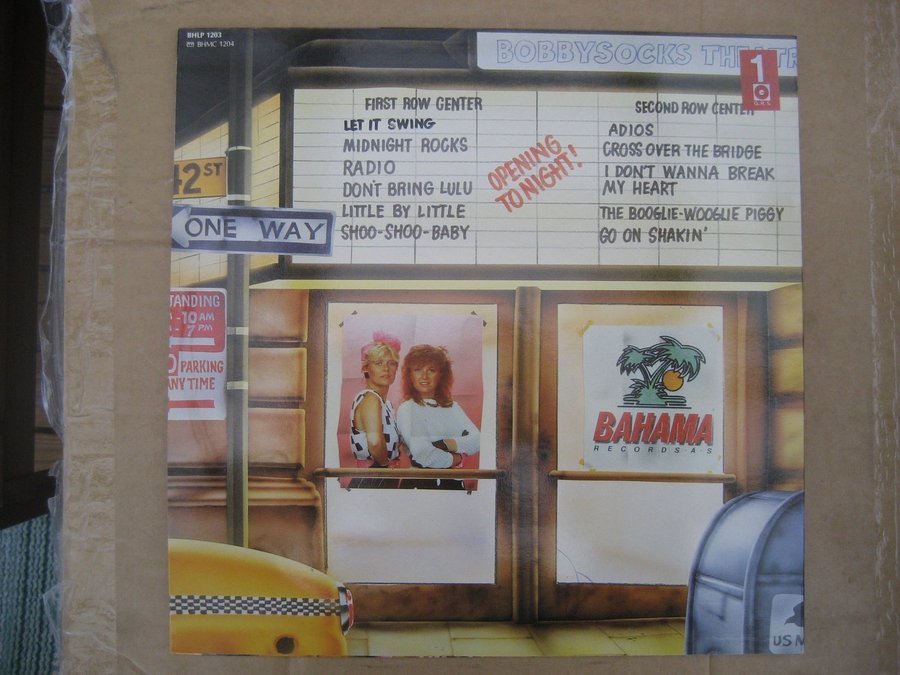 BHLP 1203
BHMC 1204
BOBBYSOCKS THEATR
1
G.R.S.
FIRST ROW CENTER
LET IT SWING
MIDNIGHT ROCKS
RADIO
DON'T BRING LULU
LITTLE BY LITTLE
SHOO-SHOO-BABY
OPENING
TO NIGHT!
SECOND ROW CENTER
ADIOS
CROSS OVER THE BRIDGE
I DON'T WANNA BREAK
MY HEART
THE BOOGLIE-WOOGLIE PIGGY
GO ON SHAKIN'
42 ST
ONE WAY
TANDING
-10 AM
- 7 PM
O PARKING
ANY TIME
BAHAMA
RECORDS·A·S
US M